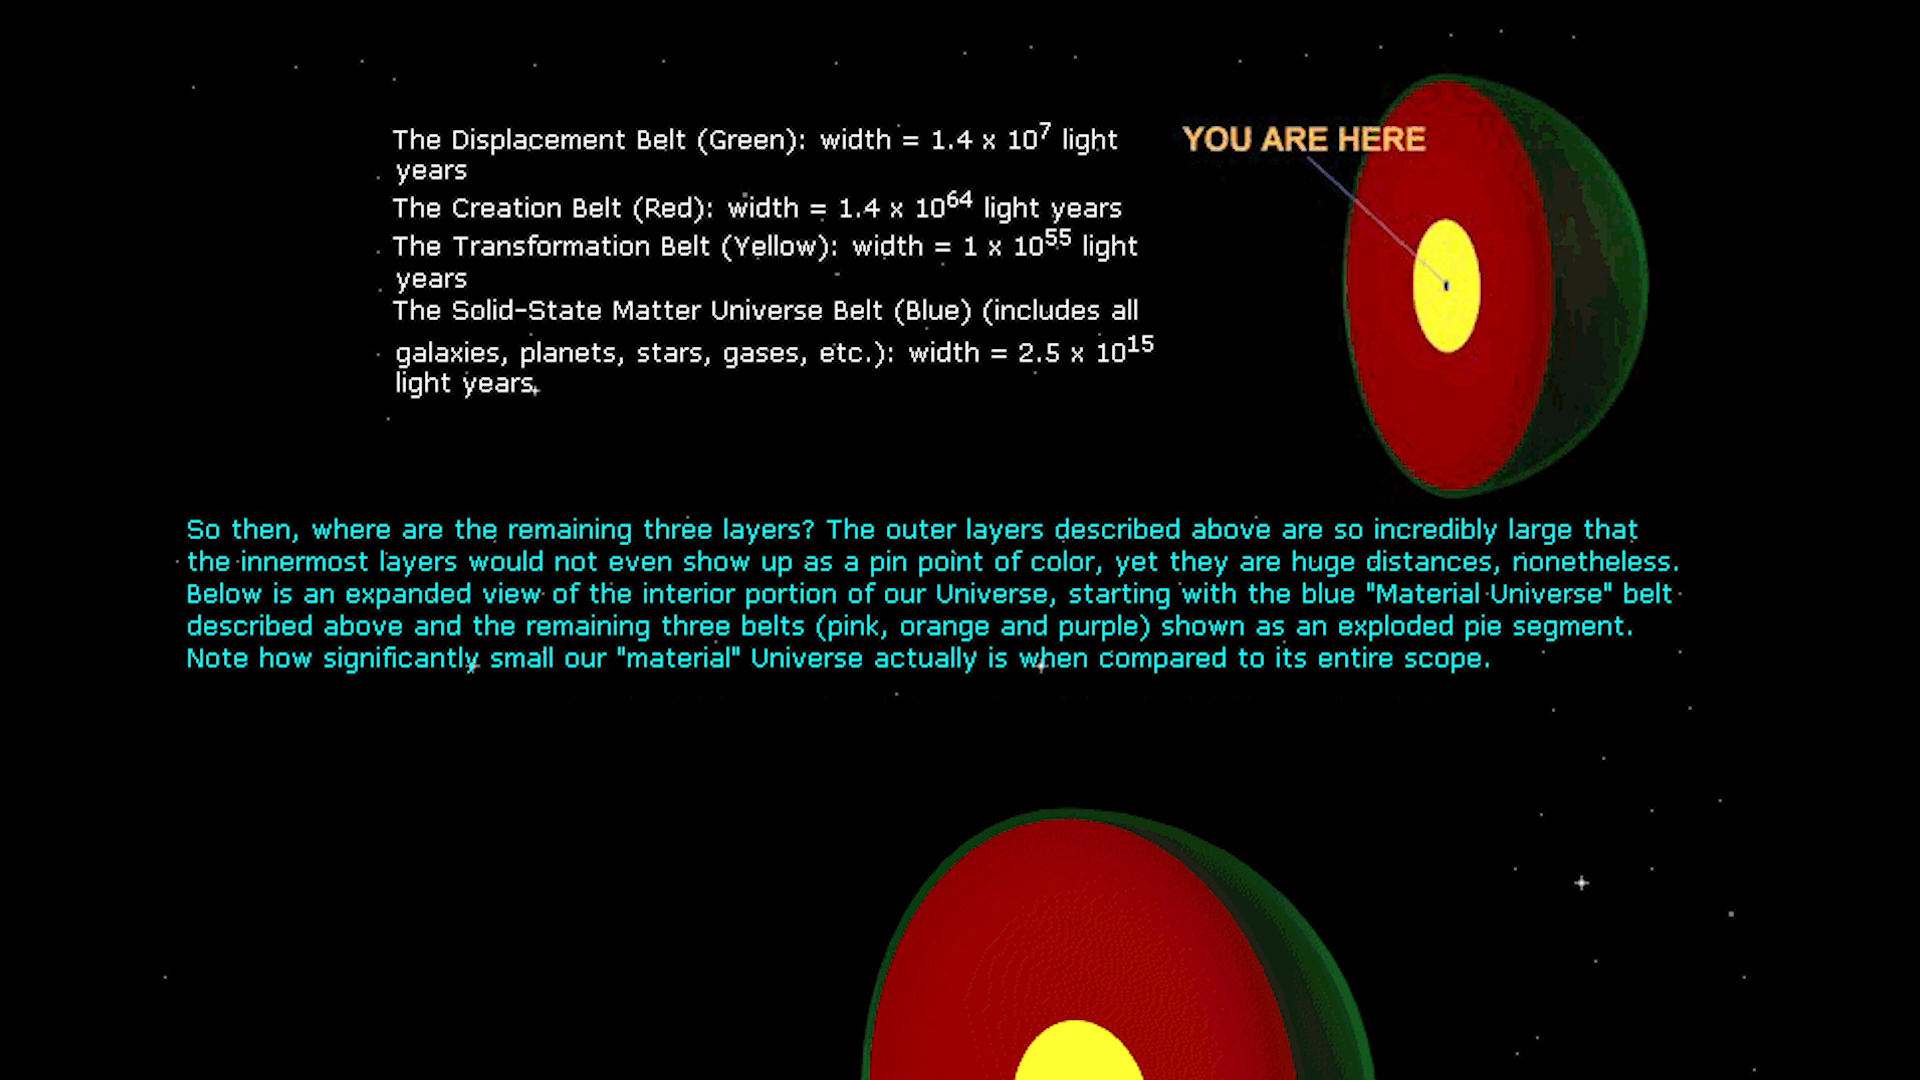 The Displacement Belt (Green): width = 1.4 x 10⁷ light
years
YOU ARE HERE
The Creation Belt (Red): width = 1.4 x 10⁶⁴ light years
The Transformation Belt (Yellow): width = 1 x 10⁵⁵ light
years
The Solid-State Matter Universe Belt (Blue) (includes all
galaxies, planets, stars, gases, etc.): width = 2.5 x 10¹⁵
light years.
So then, where are the remaining three layers? The outer layers described above are so incredibly large that
the innermost layers would not even show up as a pin point of color, yet they are huge distances, nonetheless.
Below is an expanded view of the interior portion of our Universe, starting with the blue "Material Universe" belt
described above and the remaining three belts (pink, orange and purple) shown as an exploded pie segment.
Note how significantly small our "material" Universe actually is when compared to its entire scope.